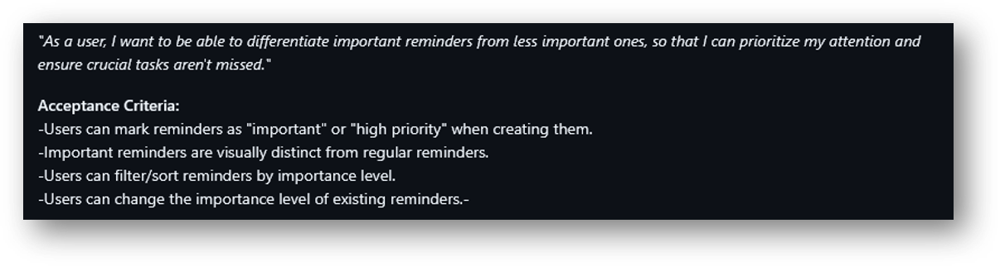 "As a user, I want to be able to differentiate important reminders from less important ones, so that I can prioritize my attention and
ensure crucial tasks aren't missed."
Acceptance Criteria:
-Users can mark reminders as "important" or "high priority" when creating them.
-Important reminders are visually distinct from regular reminders.
-Users can filter/sort reminders by importance level.
-Users can change the importance level of existing reminders.-